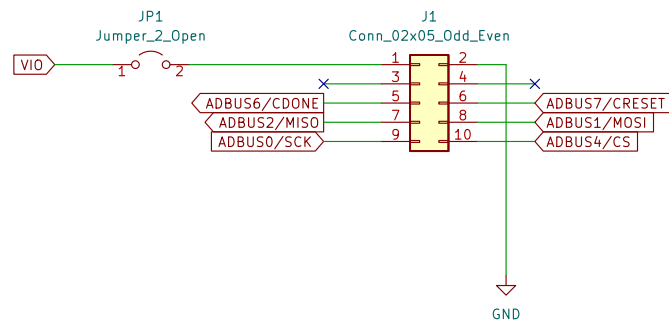 JP1
Jumper_2_Open
J1
Conn_02x05_Odd_Even
VIO
1
2
1
2
3
4
ADBUS6/CDONE
5
6
ADBUS7/CRESET
ADBUS2/MISO
7
8
ADBUS1/MOSI
ADBUS0/SCK
9
10
ADBUS4/CS
GND